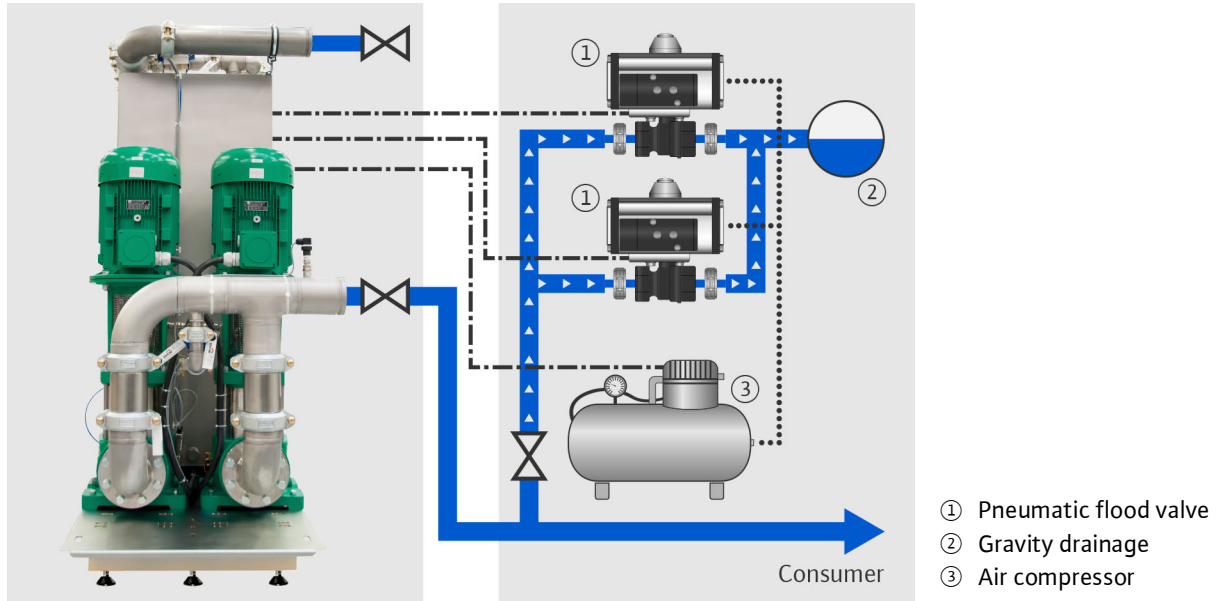 ①
②
①
③
Consumer
① Pneumatic flood valve
② Gravity drainage
③ Air compressor